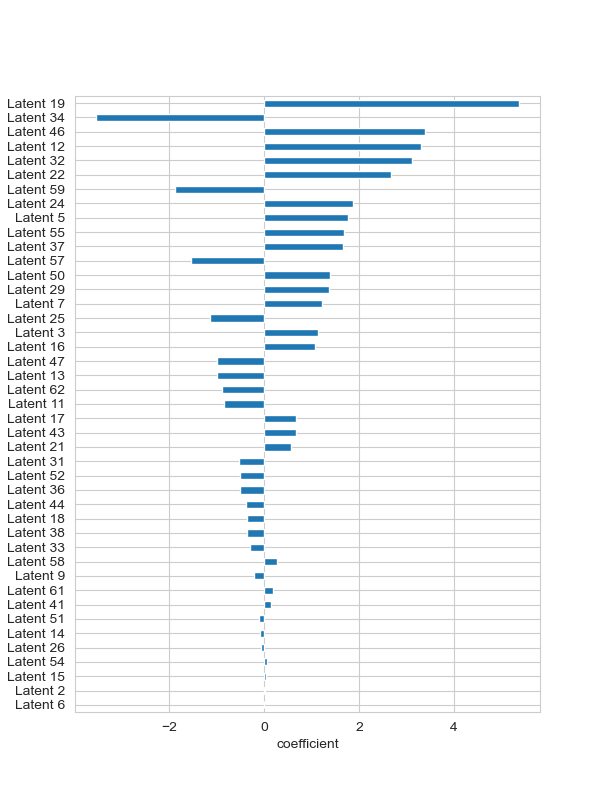 Latent 19
Latent 34
Latent 46
Latent 12
Latent 32
Latent 22
Latent 59
Latent 24
Latent 5
Latent 55
Latent 37
Latent 57
Latent 50
Latent 29
Latent 7
Latent 25
Latent 3
Latent 16
Latent 47
Latent 13
Latent 62
Latent 11
Latent 17
Latent 43
Latent 21
Latent 31
Latent 52
Latent 36
Latent 44
Latent 18
Latent 38
Latent 33
Latent 58
Latent 9
Latent 61
Latent 41
Latent 51
Latent 14
Latent 26
Latent 54
Latent 15
Latent 2
Latent 6
−2 0 2 4
coefficient